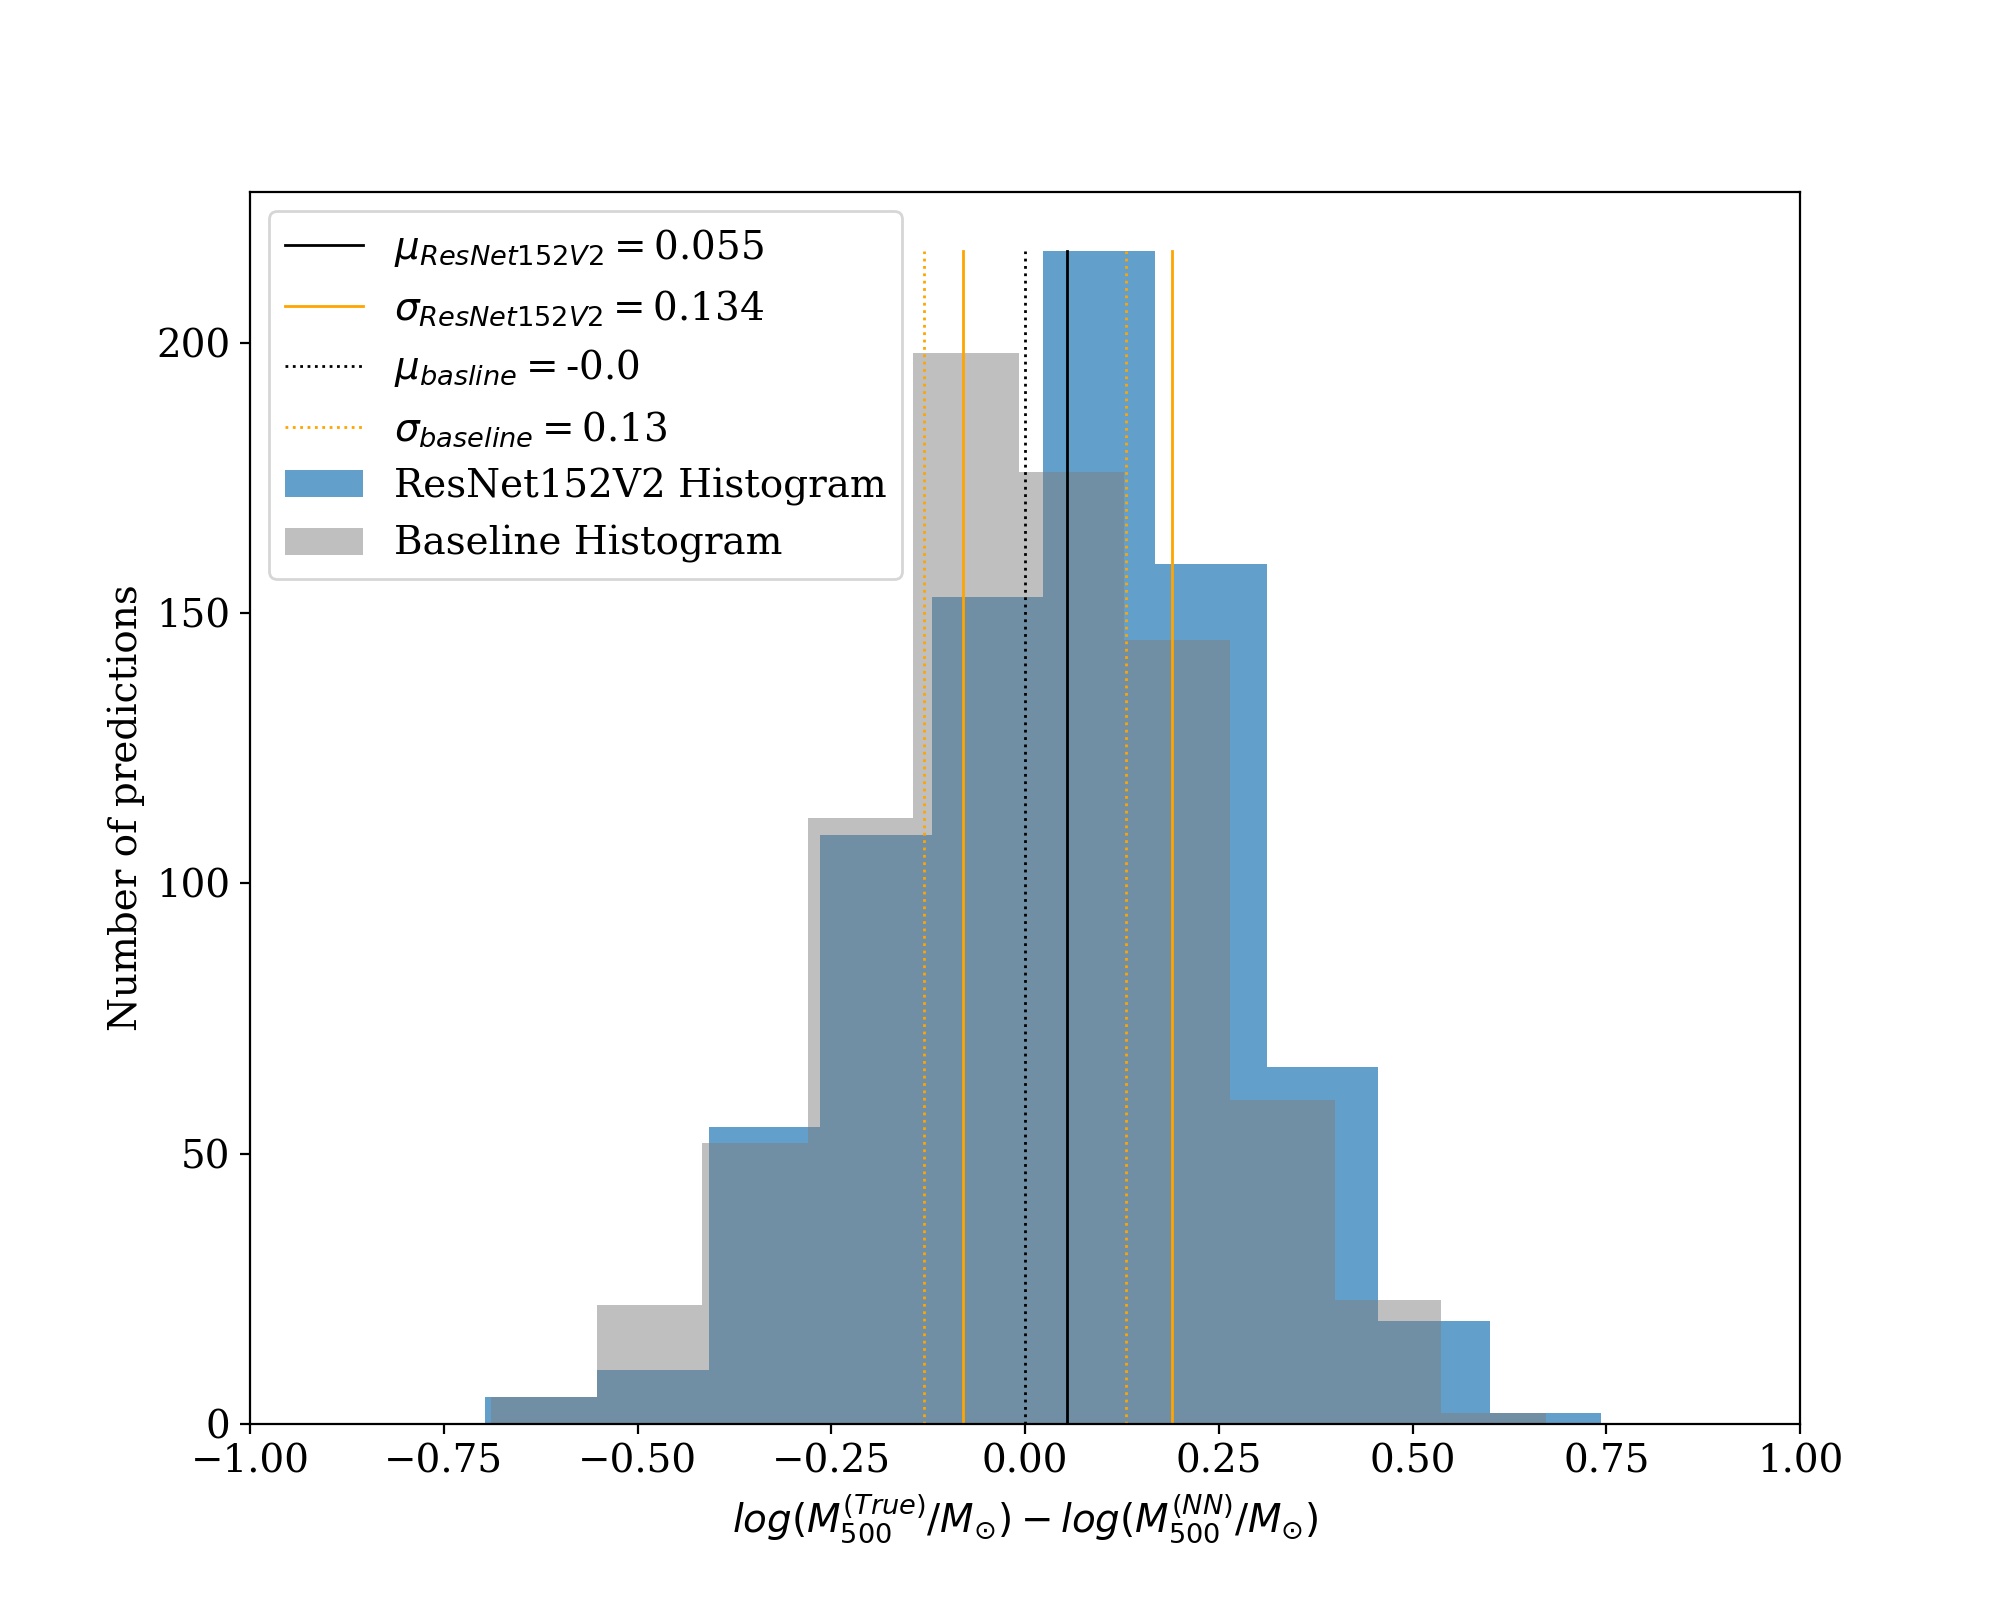 μResNet152V2 = 0.055
σResNet152V2 = 0.134
μbasline = -0.0
σbaseline = 0.13
ResNet152V2 Histogram
Baseline Histogram
Number of predictions
200
150
100
50
0
−1.00 −0.75 −0.50 −0.25 0.00 0.25 0.50 0.75 1.00
log(M500(True)/M⊙) − log(M500(NN)/M⊙)